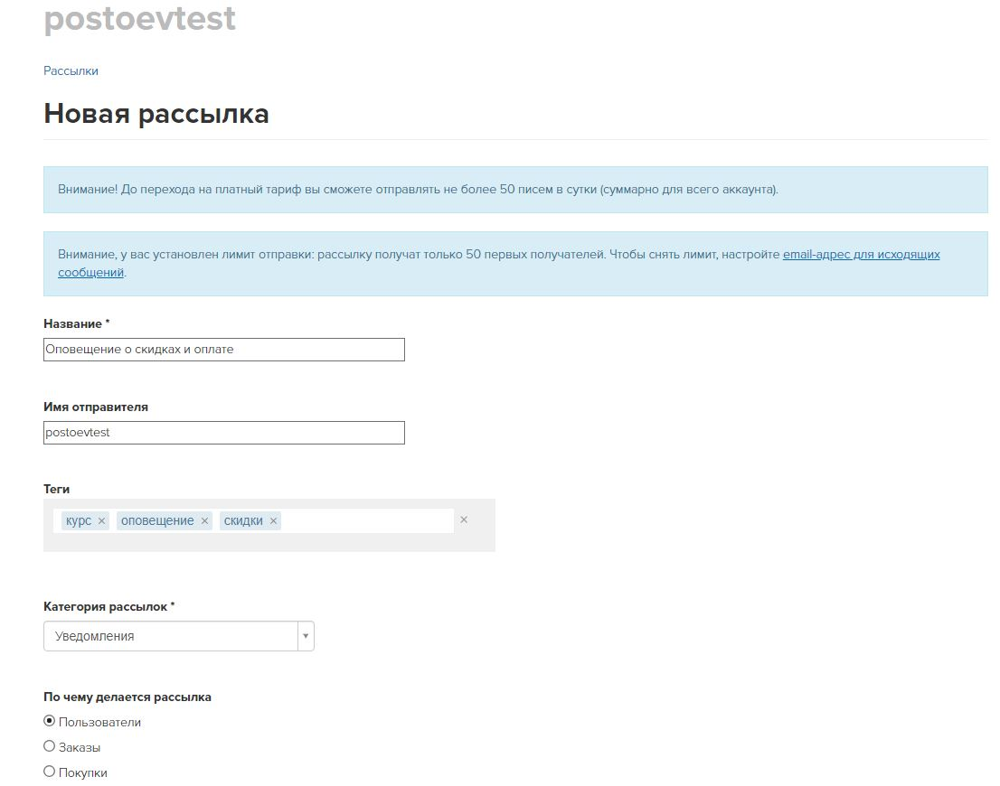 postoevtest
Рассылки
Новая рассылка
Внимание! До перехода на платный тариф вы сможете отправлять не более 50 писем в сутки (суммарно для всего аккаунта).
Внимание, у вас установлен лимит отправки: рассылку получат только 50 первых получателей. Чтобы снять лимит, настройте email-адрес для исходящих
сообщений.
Название *
Оповещение о скидках и оплате
Имя отправителя
postoevtest
Теги
курс × оповещение × скидки × ×
Категория рассылок *
Уведомления
По чему делается рассылка
Пользователи
Заказы
Покупки